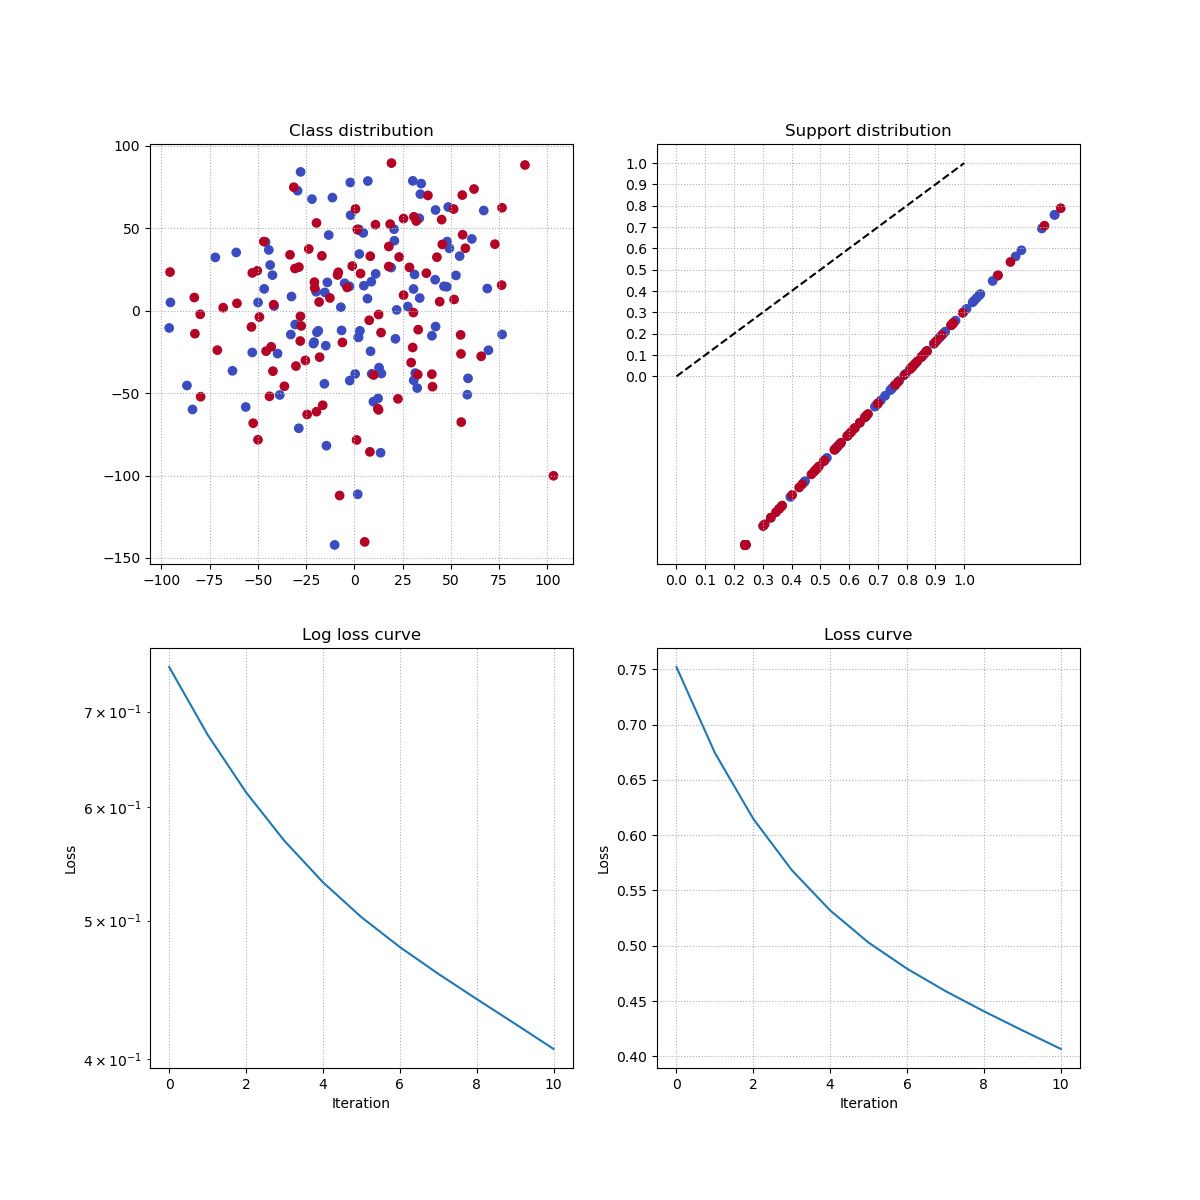 Class distribution
100
50
0
−50
−100
−150
−100 −75 −50 −25 0 25 50 75 100
Support distribution
1.0
0.9
0.8
0.7
0.6
0.5
0.4
0.3
0.2
0.1
0.0
0.0 0.1 0.2 0.3 0.4 0.5 0.6 0.7 0.8 0.9 1.0
Log loss curve
Loss
7 × 10⁻¹
6 × 10⁻¹
5 × 10⁻¹
4 × 10⁻¹
0 2 4 6 8 10
Iteration
Loss curve
Loss
0.75
0.70
0.65
0.60
0.55
0.50
0.45
0.40
0 2 4 6 8 10
Iteration